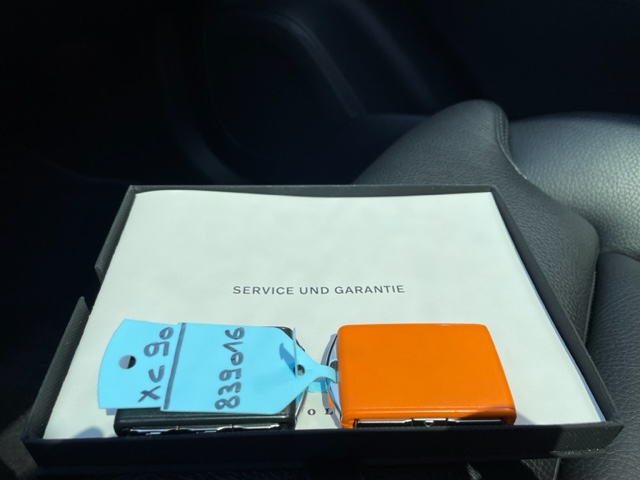 SERVICE UND GARANTIE
XC90
839016